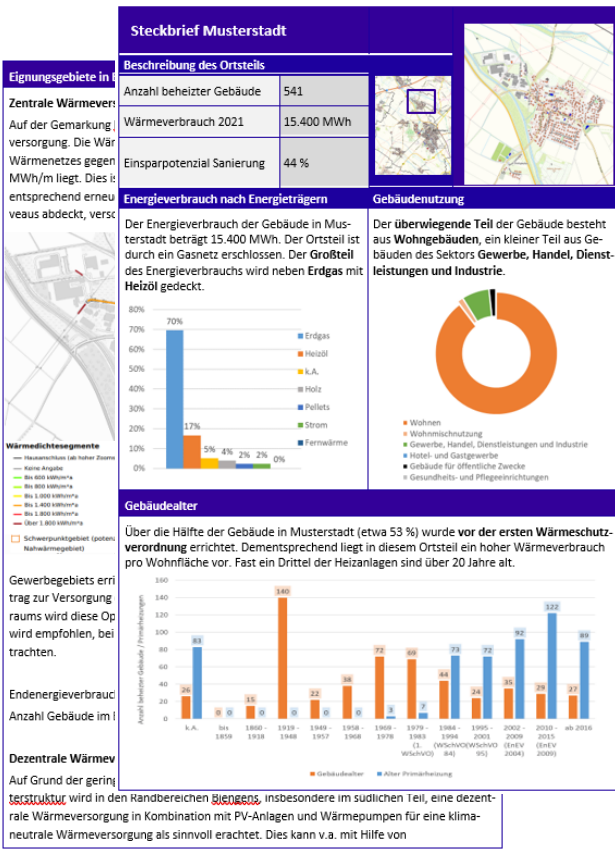 Steckbrief Musterstadt
Beschreibung des Ortsteils
Anzahl beheizter Gebäude 541
Wärmeverbrauch 2021 15.400 MWh
Einsparpotenzial Sanierung 44 %
Energieverbrauch nach Energieträgern
Der Energieverbrauch der Gebäude in Mus-
terstadt beträgt 15.400 MWh. Der Ortsteil ist
durch ein Gasnetz erschlossen. Der Großteil
des Energieverbrauchs wird neben Erdgas mit
Heizöl gedeckt.
80%
70%
60%
50%
40%
30%
20%
10%
0%
70%
17%
5%
4%
2%
2%
0%
Erdgas
Heizöl
k.A.
Holz
Pellets
Strom
Fernwärme
Gebäudenutzung
Der überwiegende Teil der Gebäude besteht
aus Wohngebäuden, ein kleiner Teil aus Ge-
bäuden des Sektors Gewerbe, Handel, Dienst-
leistungen und Industrie.
Wohnen
Wohnmischnutzung
Gewerbe, Handel, Dienstleistungen und Industrie
Hotel- und Gastgewerbe
Gebäude für öffentliche Zwecke
Gesundheits- und Pflegeeinrichtungen
Gebäudealter
Über die Hälfte der Gebäude in Musterstadt (etwa 53 %) wurde vor der ersten Wärmeschutz-
verordnung errichtet. Dementsprechend liegt in diesem Ortsteil ein hoher Wärmeverbrauch
pro Wohnfläche vor. Fast ein Drittel der Heizanlagen sind über 20 Jahre alt.
Anzahl beheizter Gebäude / Primärheizungen
160
140
120
100
80
60
40
20
0
26 83
0 0
15 0
140 0
22 0
38 0
72 3
69 7
44 73
24 72
35 92
29 122
27 89
k.A. bis 1860 - 1919 - 1949 - 1958 - 1969 - 1979 - 1984 - 1995 - 2002 - 2010 - ab 2016
1859 1918 1948 1957 1968 1978 1983 1994 2001 2009 2015
(1. (WSchVO (WSchVO (EnEV (EnEV
WSchVO) 84) 95) 2004) 2009)
Gebäudealter Alter Primärheizung
Eignungsgebiete in
Zentrale Wärmevers
Auf der Gemarkung
versorgung. Die Wär
Wärmenetzes gegen
MWh/m liegt. Dies is
entsprechend erneu
veaus abdeckt, versc
Wärmedichtesegmente
Hausanschluss (ab hoher Zooms
Keine Angabe
Bis 600 kWh/m*a
Bis 800 kWh/m*a
Bis 1.000 kWh/m*a
Bis 1.400 kWh/m*a
Bis 1.800 kWh/m*a
Über 1.800 kWh/m*a
Schwerpunktgebiet (poten
Nahwärmegebiet)
Gewerbegebiets erri
trag zur Versorgung
raums wird diese Op
wird empfohlen, bei
trachten.
Endenergieverbrauc
Anzahl Gebäude im
Dezentrale Wärmev
Auf Grund der gering
terstruktur wird in den Randbereichen Biengens, insbesondere im südlichen Teil, eine dezent-
rale Wärmeversorgung in Kombination mit PV-Anlagen und Wärmepumpen für eine klima-
neutrale Wärmeversorgung als sinnvoll erachtet. Dies kann v.a. mit Hilfe von